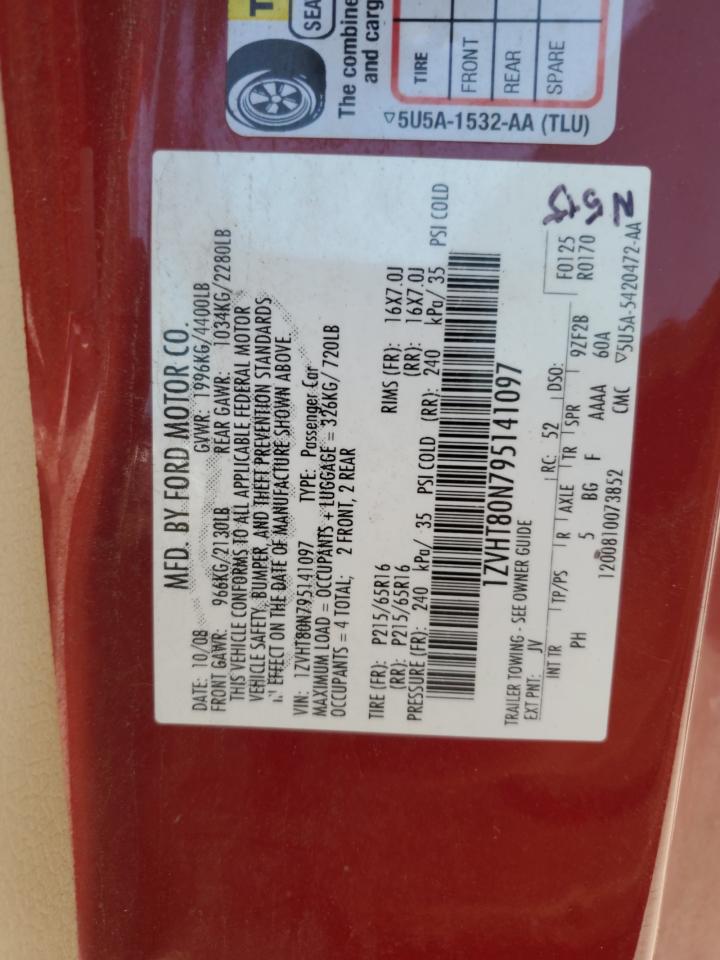 MFD. BY FORD MOTOR CO.
DATE: 10/08 GVWR: 1996KG/4400LB
FRONT GAWR: 966KG/2130LB REAR GAWR: 1034KG/2280LB
THIS VEHICLE CONFORMS TO ALL APPLICABLE FEDERAL MOTOR
VEHICLE SAFETY, BUMPER, AND THEFT PREVENTION STANDARDS
IN EFFECT ON THE DATE OF MANUFACTURE SHOWN ABOVE.
VIN: 1ZVHT80N795141097 TYPE: Passenger Car
MAXIMUM LOAD = OCCUPANTS + LUGGAGE = 326KG/ 720LB
OCCUPANTS = 4 TOTAL; 2 FRONT, 2 REAR
TIRE (FR): P215/65R16 RIMS (FR): 16X7.0J
(RR): P215/65R16 (RR): 16X7.0J
PRESSURE (FR): 240 kPa/ 35 PSI COLD (RR): 240 kPa/ 35 PSI COLD
1ZVHT80N795141097
TRAILER TOWING - SEE OWNER GUIDE
EXT PNT: JV RC: 52 DSO: F0125
R0170
INT TR TP/PS R AXLE TR SPR
PH 5 BG F AAAA 9ZF2B
60A
1200810073852 CMC
▽5U5A-5420472-AA
T
SEA
The combine
and carg
TIRE
FRONT
REAR
SPARE
▽5U5A-1532-AA (TLU)